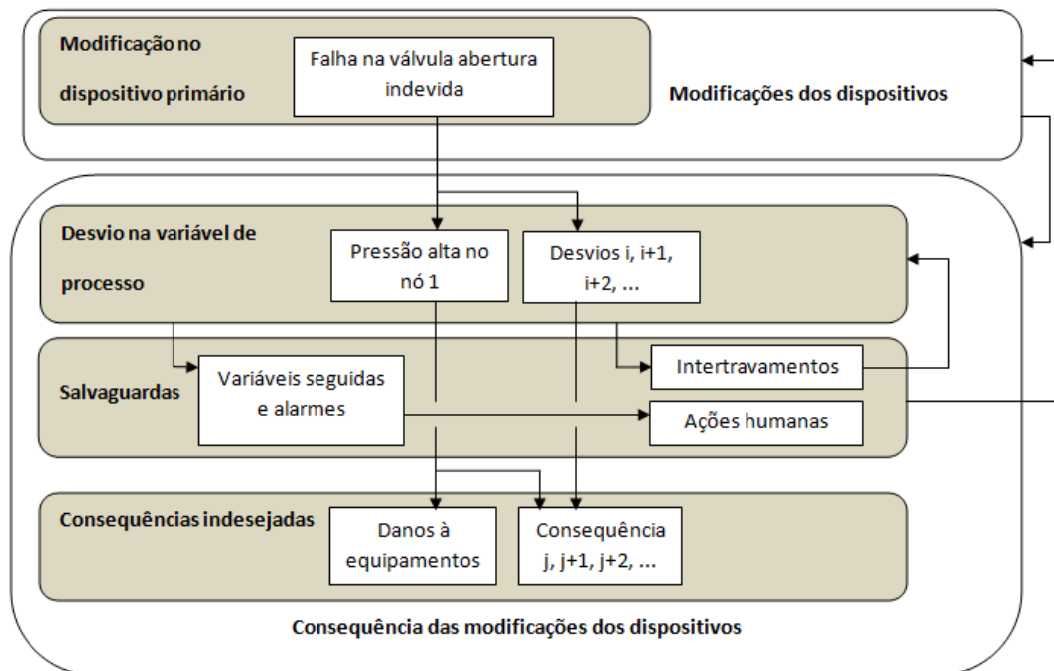 Modificação no
dispositivo primário
Falha na válvula abertura
indevida
Modificações dos dispositivos
Desvio na variável de
processo
Pressão alta no
nó 1
Desvios i, i+1,
i+2, ...
Salvaguardas
Variáveis seguidas
e alarmes
Intertravamentos
Ações humanas
Consequências indesejadas
Danos à
equipamentos
Consequência
j, j+1, j+2, ...
Consequência das modificações dos dispositivos